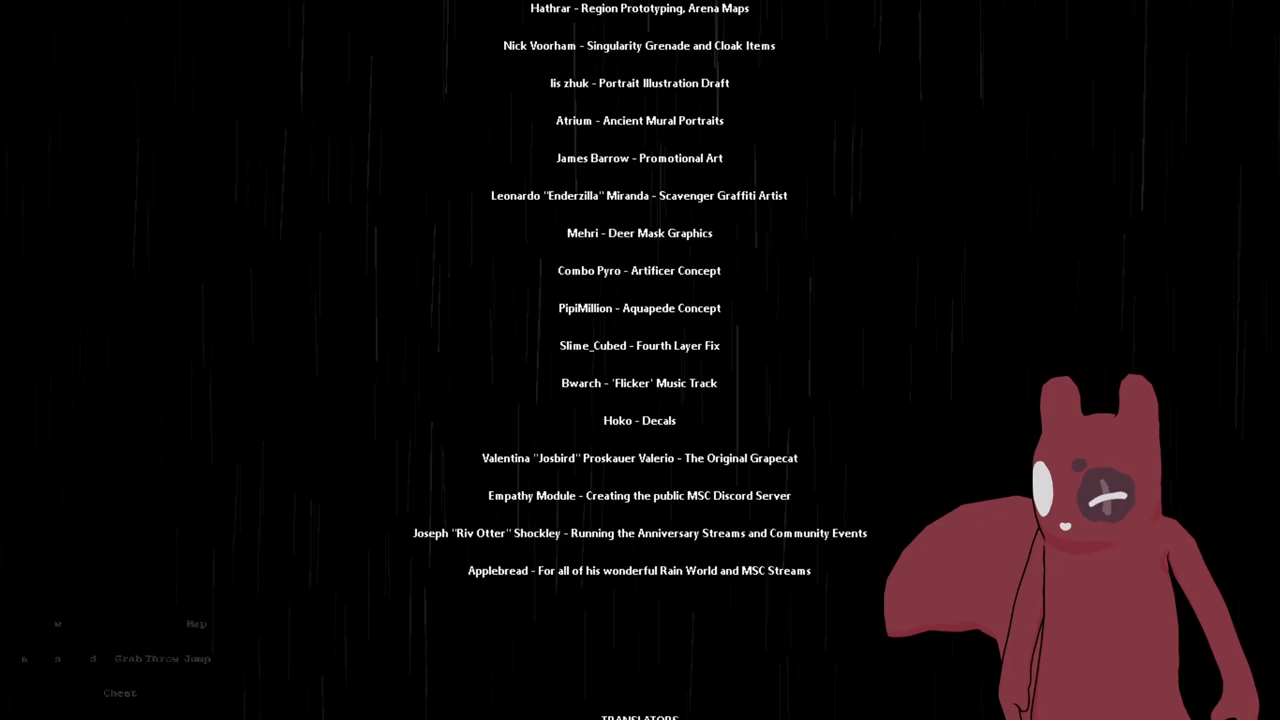 Hathrar - Region Prototyping, Arena Maps
Nick Voorham - Singularity Grenade and Cloak Items
lis zhuk - Portrait Illustration Draft
Atrium - Ancient Mural Portraits
James Barrow - Promotional Art
Leonardo "Enderzilla" Miranda - Scavenger Graffiti Artist
Mehri - Deer Mask Graphics
Combo Pyro - Artificer Concept
PipiMillion - Aquapede Concept
Slime_Cubed - Fourth Layer Fix
Bwarch - 'Flicker' Music Track
Hoko - Decals
Valentina "Josbird" Proskauer Valerio - The Original Grapecat
Empathy Module - Creating the public MSC Discord Server
Joseph "Riv Otter" Shockley - Running the Anniversary Streams and Community Events
Applebread - For all of his wonderful Rain World and MSC Streams
w Map
a s d Grab Throw Jump
Cheat
TRANSLATORS